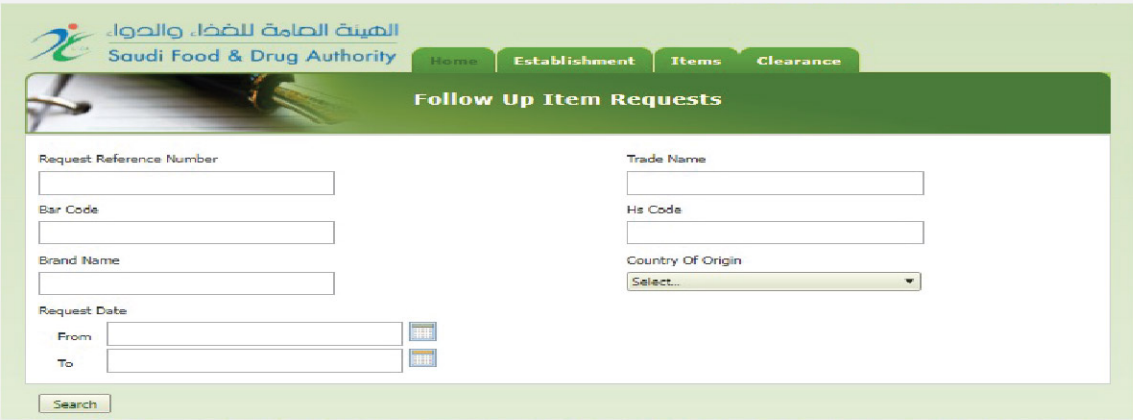 الهيئة العامة للغذاء والدواء
Saudi Food & Drug Authority
Home Establishment Items Clearance
Follow Up Item Requests
Request Reference Number
Trade Name
Bar Code
Hs Code
Brand Name
Country Of Origin
Select...
Request Date
From
To
Search